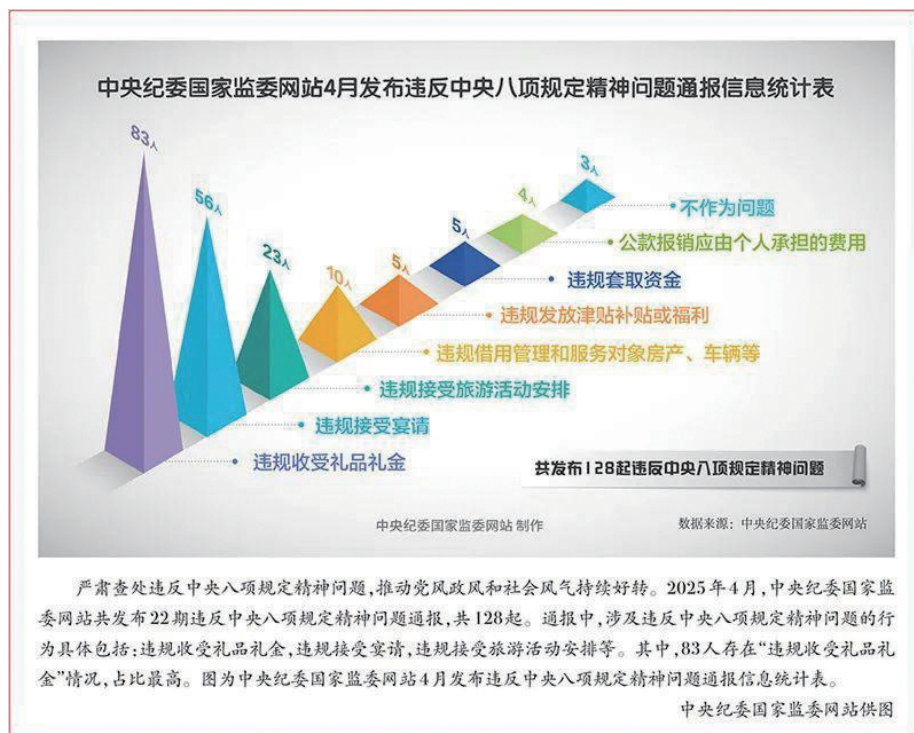 中央纪委国家监委网站4月发布违反中央八项规定精神问题通报信息统计表
83人
56人
23人
10人
5人
5人
4人
3人
不作为问题
公款报销应由个人承担的费用
违规套取资金
违规发放津贴补贴或福利
违规借用管理和服务对象房产、车辆等
违规接受旅游活动安排
违规接受宴请
违规收受礼品礼金
共发布128起违反中央八项规定精神问题
中央纪委国家监委网站 制作
数据来源：中央纪委国家监委网站
严肃查处违反中央八项规定精神问题,推动党风政风和社会风气持续好转。2025年4月,中央纪委国家监
委网站共发布22期违反中央八项规定精神问题通报,共128起。通报中,涉及违反中央八项规定精神问题的行
为具体包括:违规收受礼品礼金,违规接受宴请,违规接受旅游活动安排等。其中,83人存在“违规收受礼品礼
金”情况,占比最高。图为中央纪委国家监委网站4月发布违反中央八项规定精神问题通报信息统计表。
中央纪委国家监委网站供图